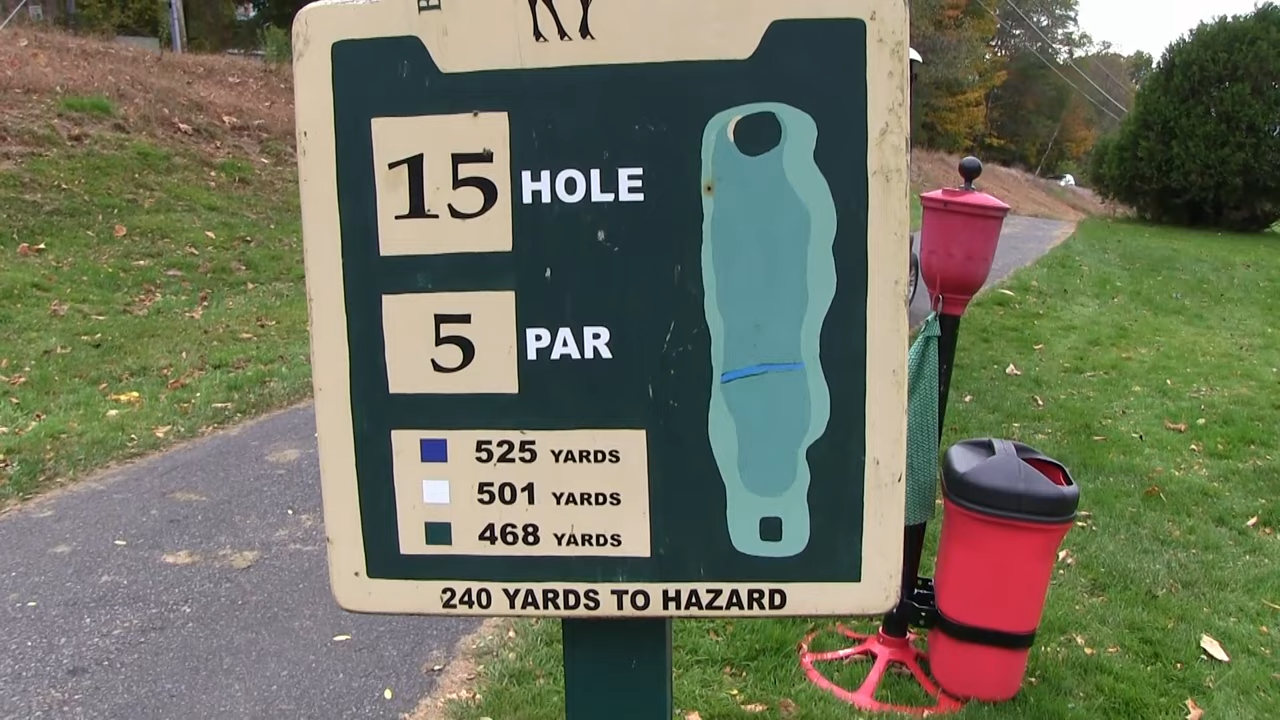 15 HOLE
5 PAR
525 YARDS
501 YARDS
468 YARDS
240 YARDS TO HAZARD